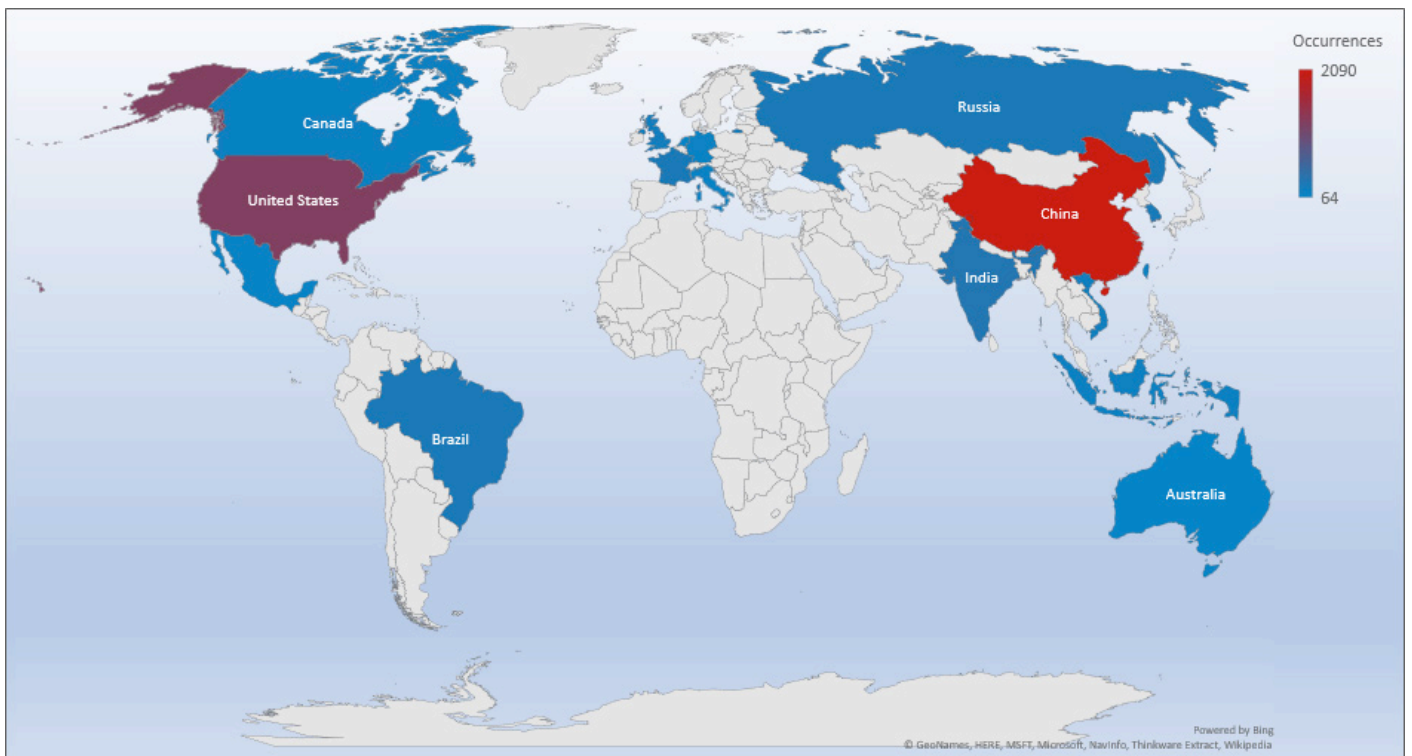 Occurrences
2090
64
Canada
Russia
United States
China
India
Brazil
Australia
Powered by Bing
© GeoNames, HERE, MSFT, Microsoft, NavInfo, Thinkware Extract, Wikipedia